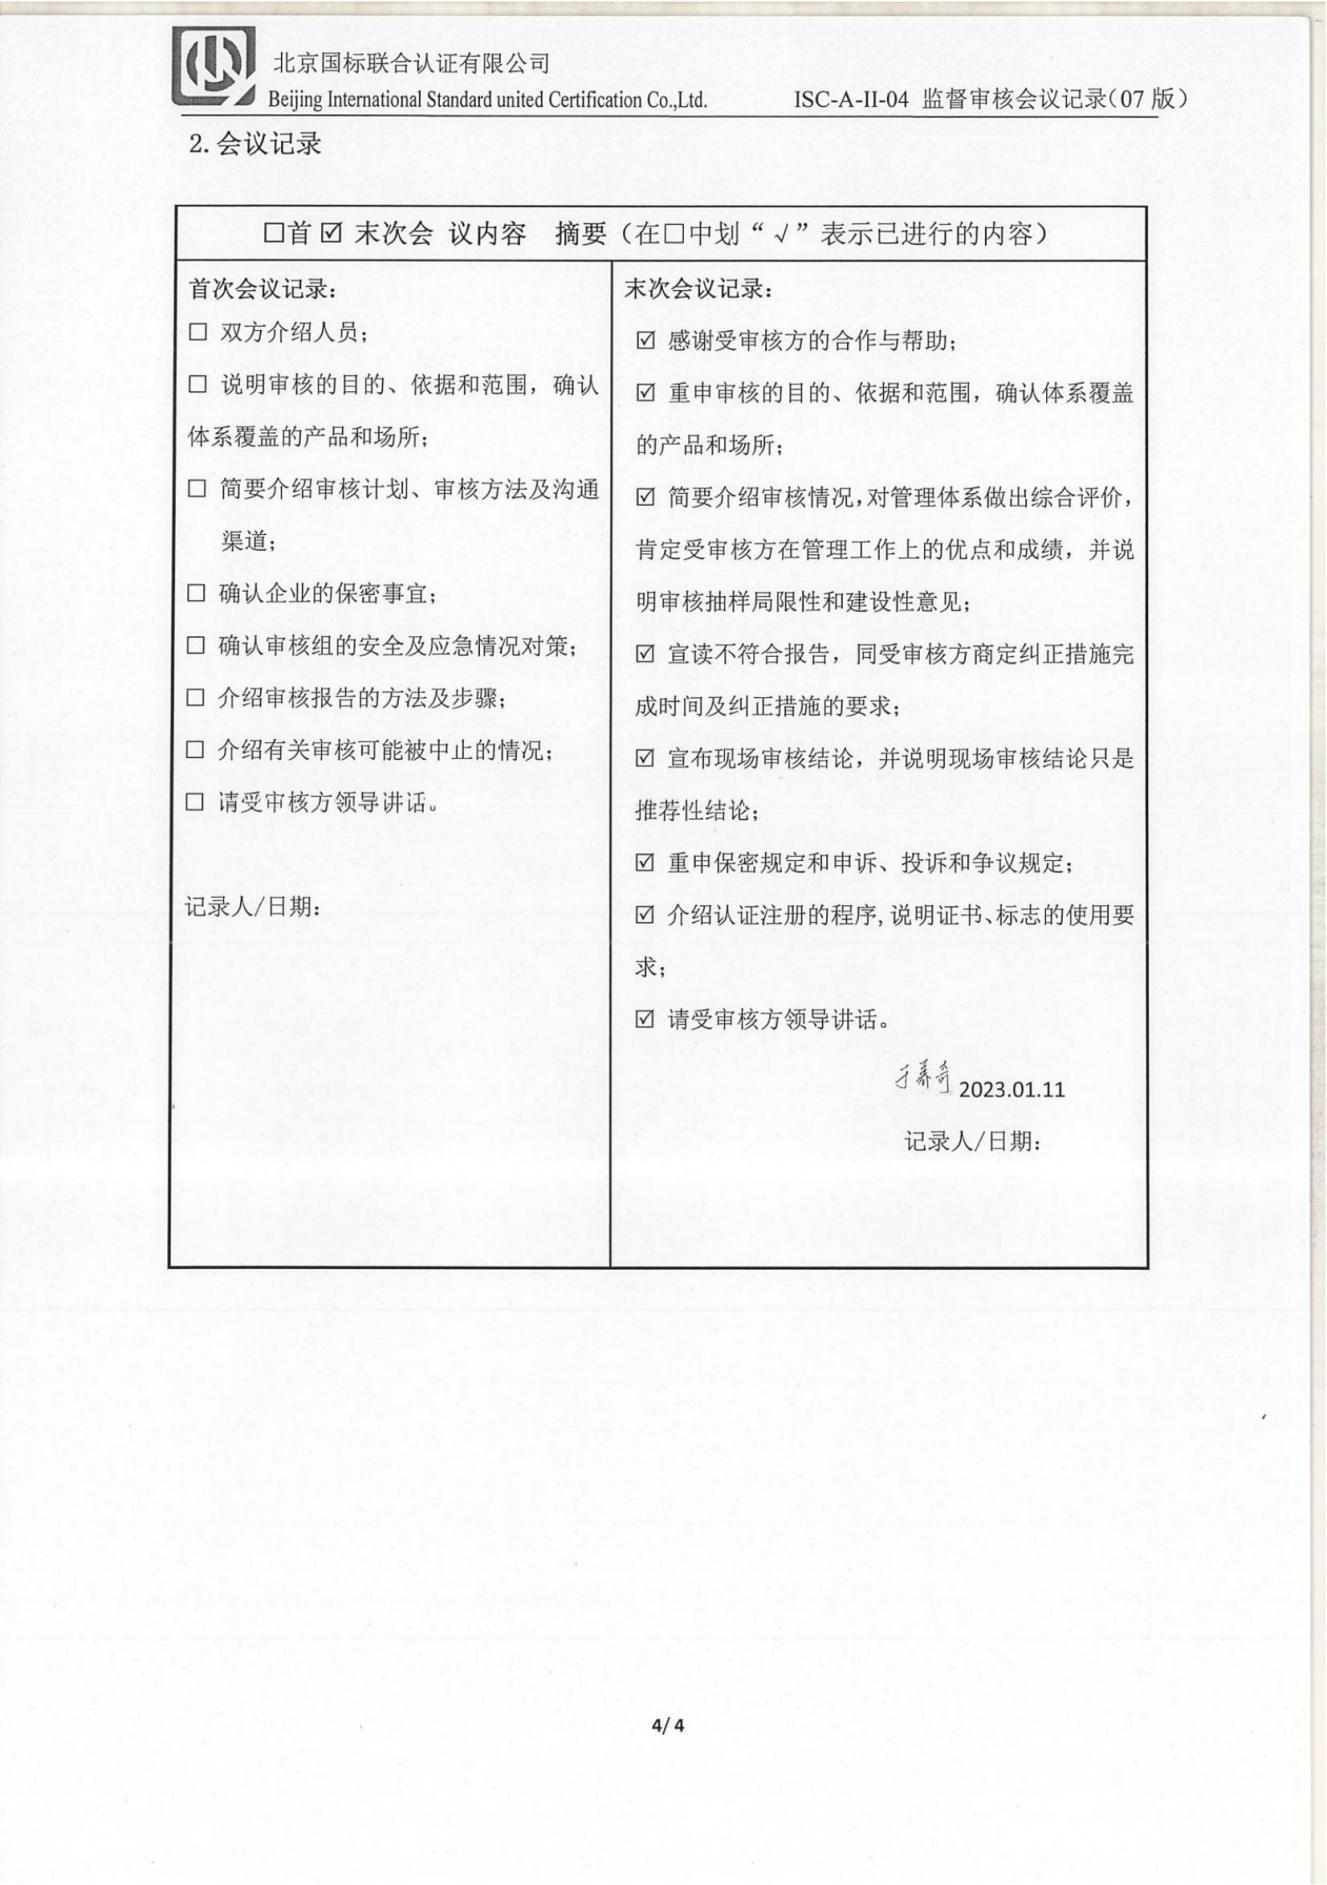 北京国标联合认证有限公司
Beijing International Standard united Certification Co.,Ltd.
ISC-A-II-04 监督审核会议记录(07 版)
2.会议记录
□首 ☑ 末次会 议内容 摘要（在□中划“√”表示已进行的内容）
首次会议记录：
□ 双方介绍人员；
□ 说明审核的目的、依据和范围，确认
体系覆盖的产品和场所；
□ 简要介绍审核计划、审核方法及沟通
渠道；
□ 确认企业的保密事宜；
□ 确认审核组的安全及应急情况对策；
□ 介绍审核报告的方法及步骤；
□ 介绍有关审核可能被中止的情况；
□ 请受审核方领导讲话。
记录人/日期：
末次会议记录：
☑ 感谢受审核方的合作与帮助；
☑ 重申审核的目的、依据和范围，确认体系覆盖
的产品和场所；
☑ 简要介绍审核情况，对管理体系做出综合评价，
肯定受审核方在管理工作上的优点和成绩，并说
明审核抽样局限性和建设性意见；
☑ 宣读不符合报告，同受审核方商定纠正措施完
成时间及纠正措施的要求；
☑ 宣布现场审核结论，并说明现场审核结论只是
推荐性结论；
☑ 重申保密规定和申诉、投诉和争议规定；
☑ 介绍认证注册的程序,说明证书、标志的使用要
求；
☑ 请受审核方领导讲话。
2023.01.11
记录人/日期：
4/ 4